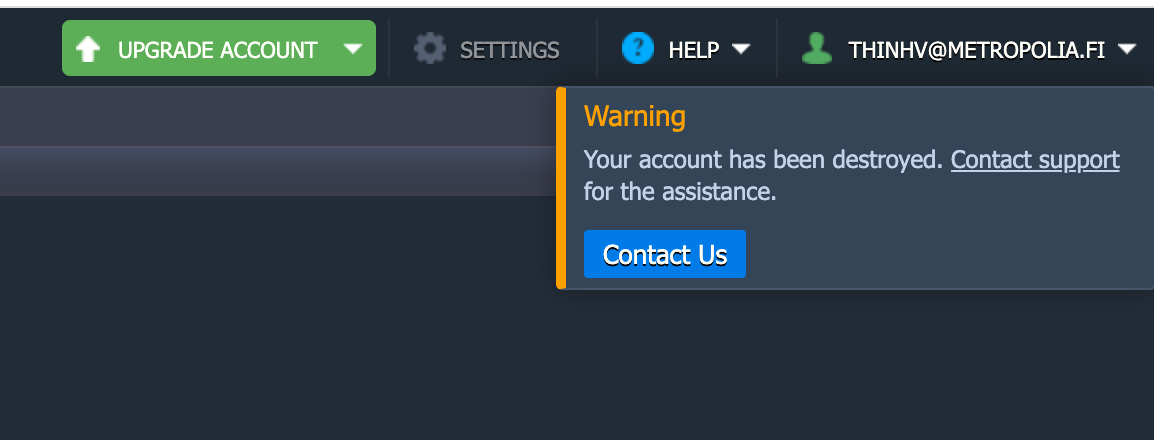 UPGRADE ACCOUNT SETTINGS ? HELP THINHV@METROPOLIA.FI
Warning
Your account has been destroyed. Contact support
for the assistance.
Contact Us